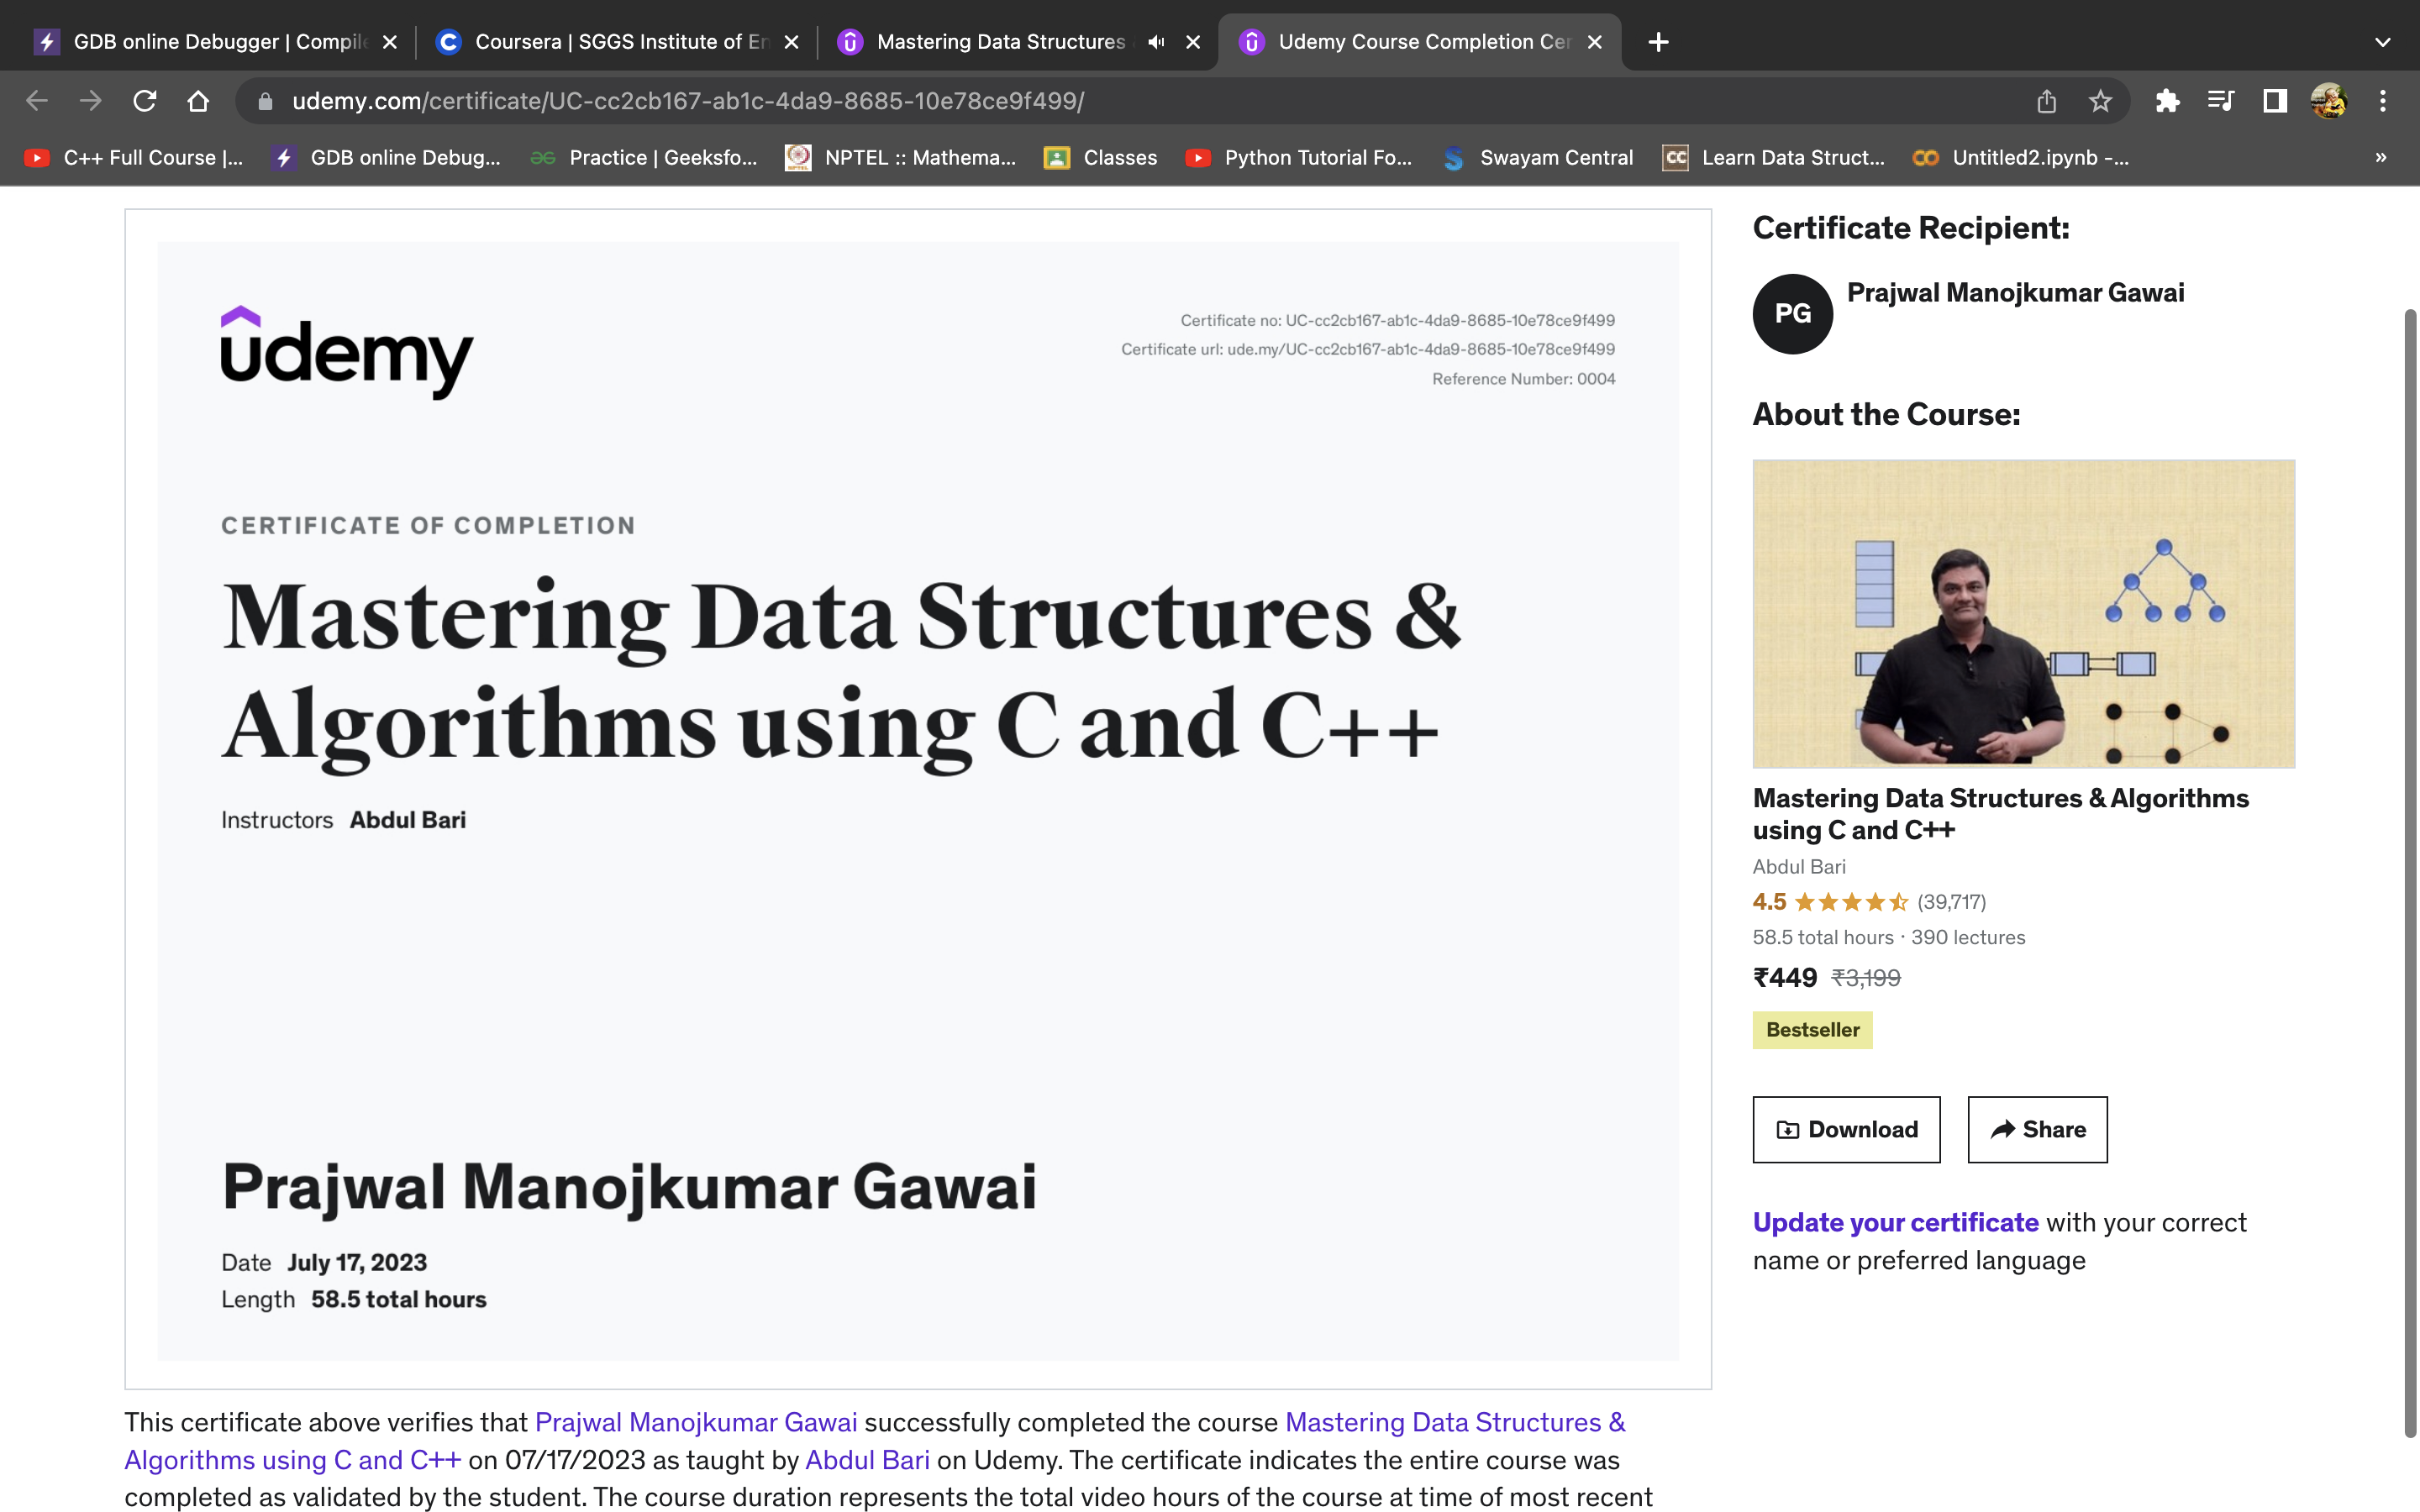 GDB online Debugger | Compile
Coursera | SGGS Institute of En
Mastering Data Structures
Udemy Course Completion Cer
udemy.com/certificate/UC-cc2cb167-ab1c-4da9-8685-10e78ce9f499/
C++ Full Course |...
GDB online Debug...
Practice | Geeksfo...
NPTEL :: Mathema...
Classes
Python Tutorial Fo...
Swayam Central
CC
Learn Data Struct...
Untitled2.ipynb -...
»
udemy
Certificate no: UC-cc2cb167-ab1c-4da9-8685-10e78ce9f499
Certificate url: ude.my/UC-cc2cb167-ab1c-4da9-8685-10e78ce9f499
Reference Number: 0004
CERTIFICATE OF COMPLETION
Mastering Data Structures &
Algorithms using C and C++
Instructors Abdul Bari
Prajwal Manojkumar Gawai
Date July 17, 2023
Length 58.5 total hours
This certificate above verifies that Prajwal Manojkumar Gawai successfully completed the course Mastering Data Structures &
Algorithms using C and C++ on 07/17/2023 as taught by Abdul Bari on Udemy. The certificate indicates the entire course was
completed as validated by the student. The course duration represents the total video hours of the course at time of most recent
Certificate Recipient:
PG
Prajwal Manojkumar Gawai
About the Course:
Mastering Data Structures & Algorithms
using C and C++
Abdul Bari
4.5 (39,717)
58.5 total hours · 390 lectures
₹449 ₹3,199
Bestseller
Download
Share
Update your certificate with your correct
name or preferred language